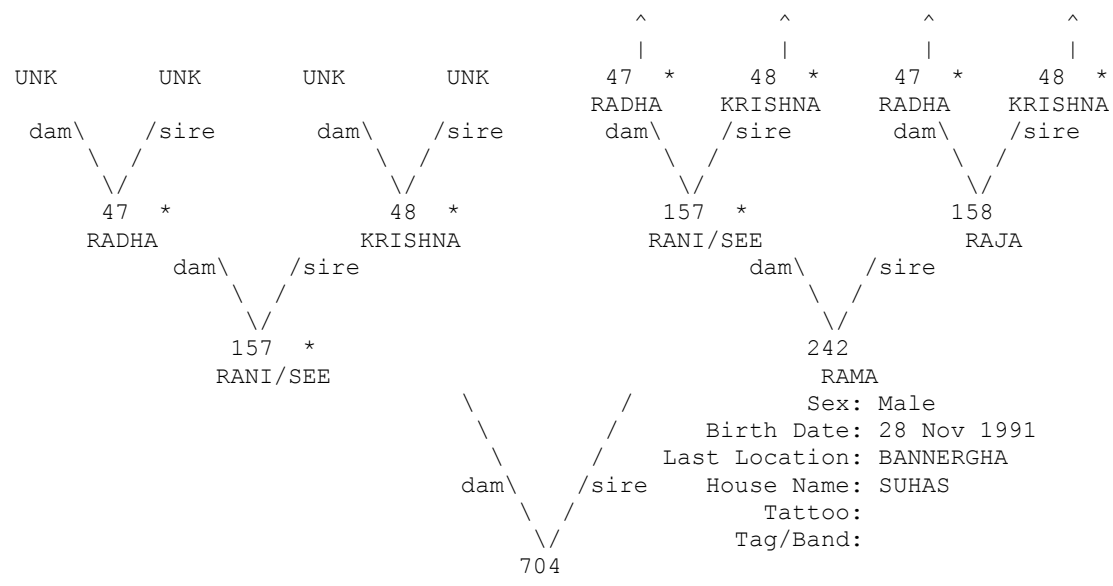 ^ ^ ^ ^
| | | |
UNK UNK UNK UNK 47 * 48 * 47 * 48 *
RADHA KRISHNA RADHA KRISHNA
dam\ /sire dam\ /sire dam\ /sire dam\ /sire
\ / \ / \ / \ /
\/ \/ \/ \/
47 * 48 * 157 * 158
RADHA KRISHNA RANI/SEE RAJA
dam\ /sire dam\ /sire
\ / \ /
\/ \/
157 * 242
RANI/SEE RAMA
\ / Sex: Male
\ / Birth Date: 28 Nov 1991
\ / Last Location: BANNERGHA
dam\ /sire House Name: SUHAS
\ / Tattoo:
\/ Tag/Band:
704